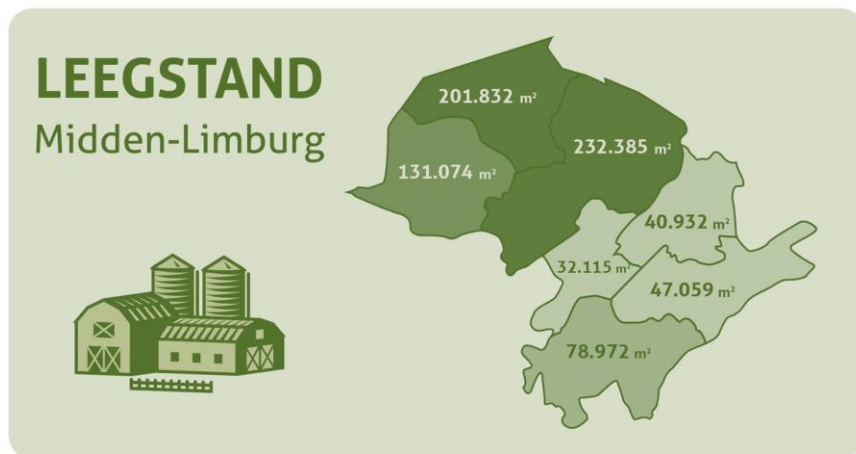 LEEGSTAND
Midden-Limburg
201.832 m²
232.385 m²
131.074 m²
40.932 m²
32.115 m²
47.059 m²
78.972 m²